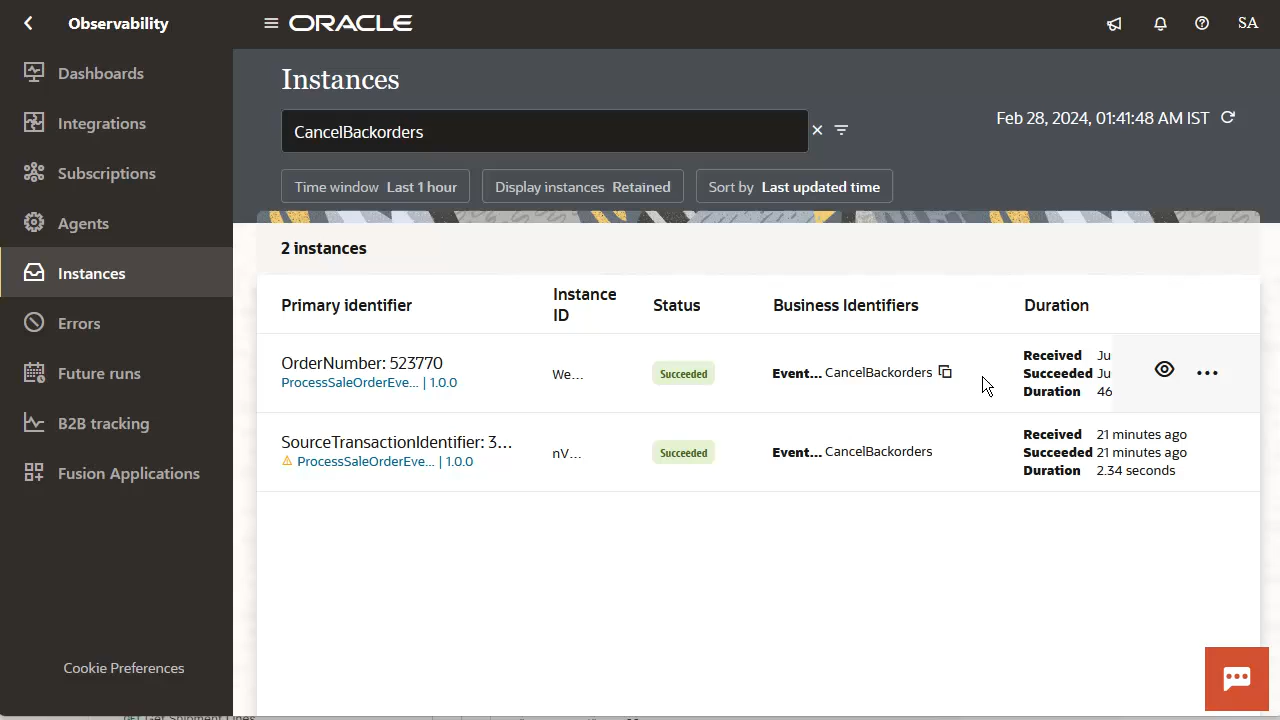 Observability
ORACLE
SA
Dashboards
Integrations
Subscriptions
Agents
Instances
Errors
Future runs
B2B tracking
Fusion Applications
Cookie Preferences
Instances
CancelBackorders
Feb 28, 2024, 01:41:48 AM IST
Time window Last 1 hour
Display instances Retained
Sort by Last updated time
2 instances
Primary identifier
Instance
ID
Status
Business Identifiers
Duration
OrderNumber: 523770
ProcessSaleOrderEve... | 1.0.0
We...
Succeeded
Event... CancelBackorders
Received Ju
Succeeded Ju
Duration 46
SourceTransactionIdentifier: 3...
ProcessSaleOrderEve... | 1.0.0
nV...
Succeeded
Event... CancelBackorders
Received 21 minutes ago
Succeeded 21 minutes ago
Duration 2.34 seconds